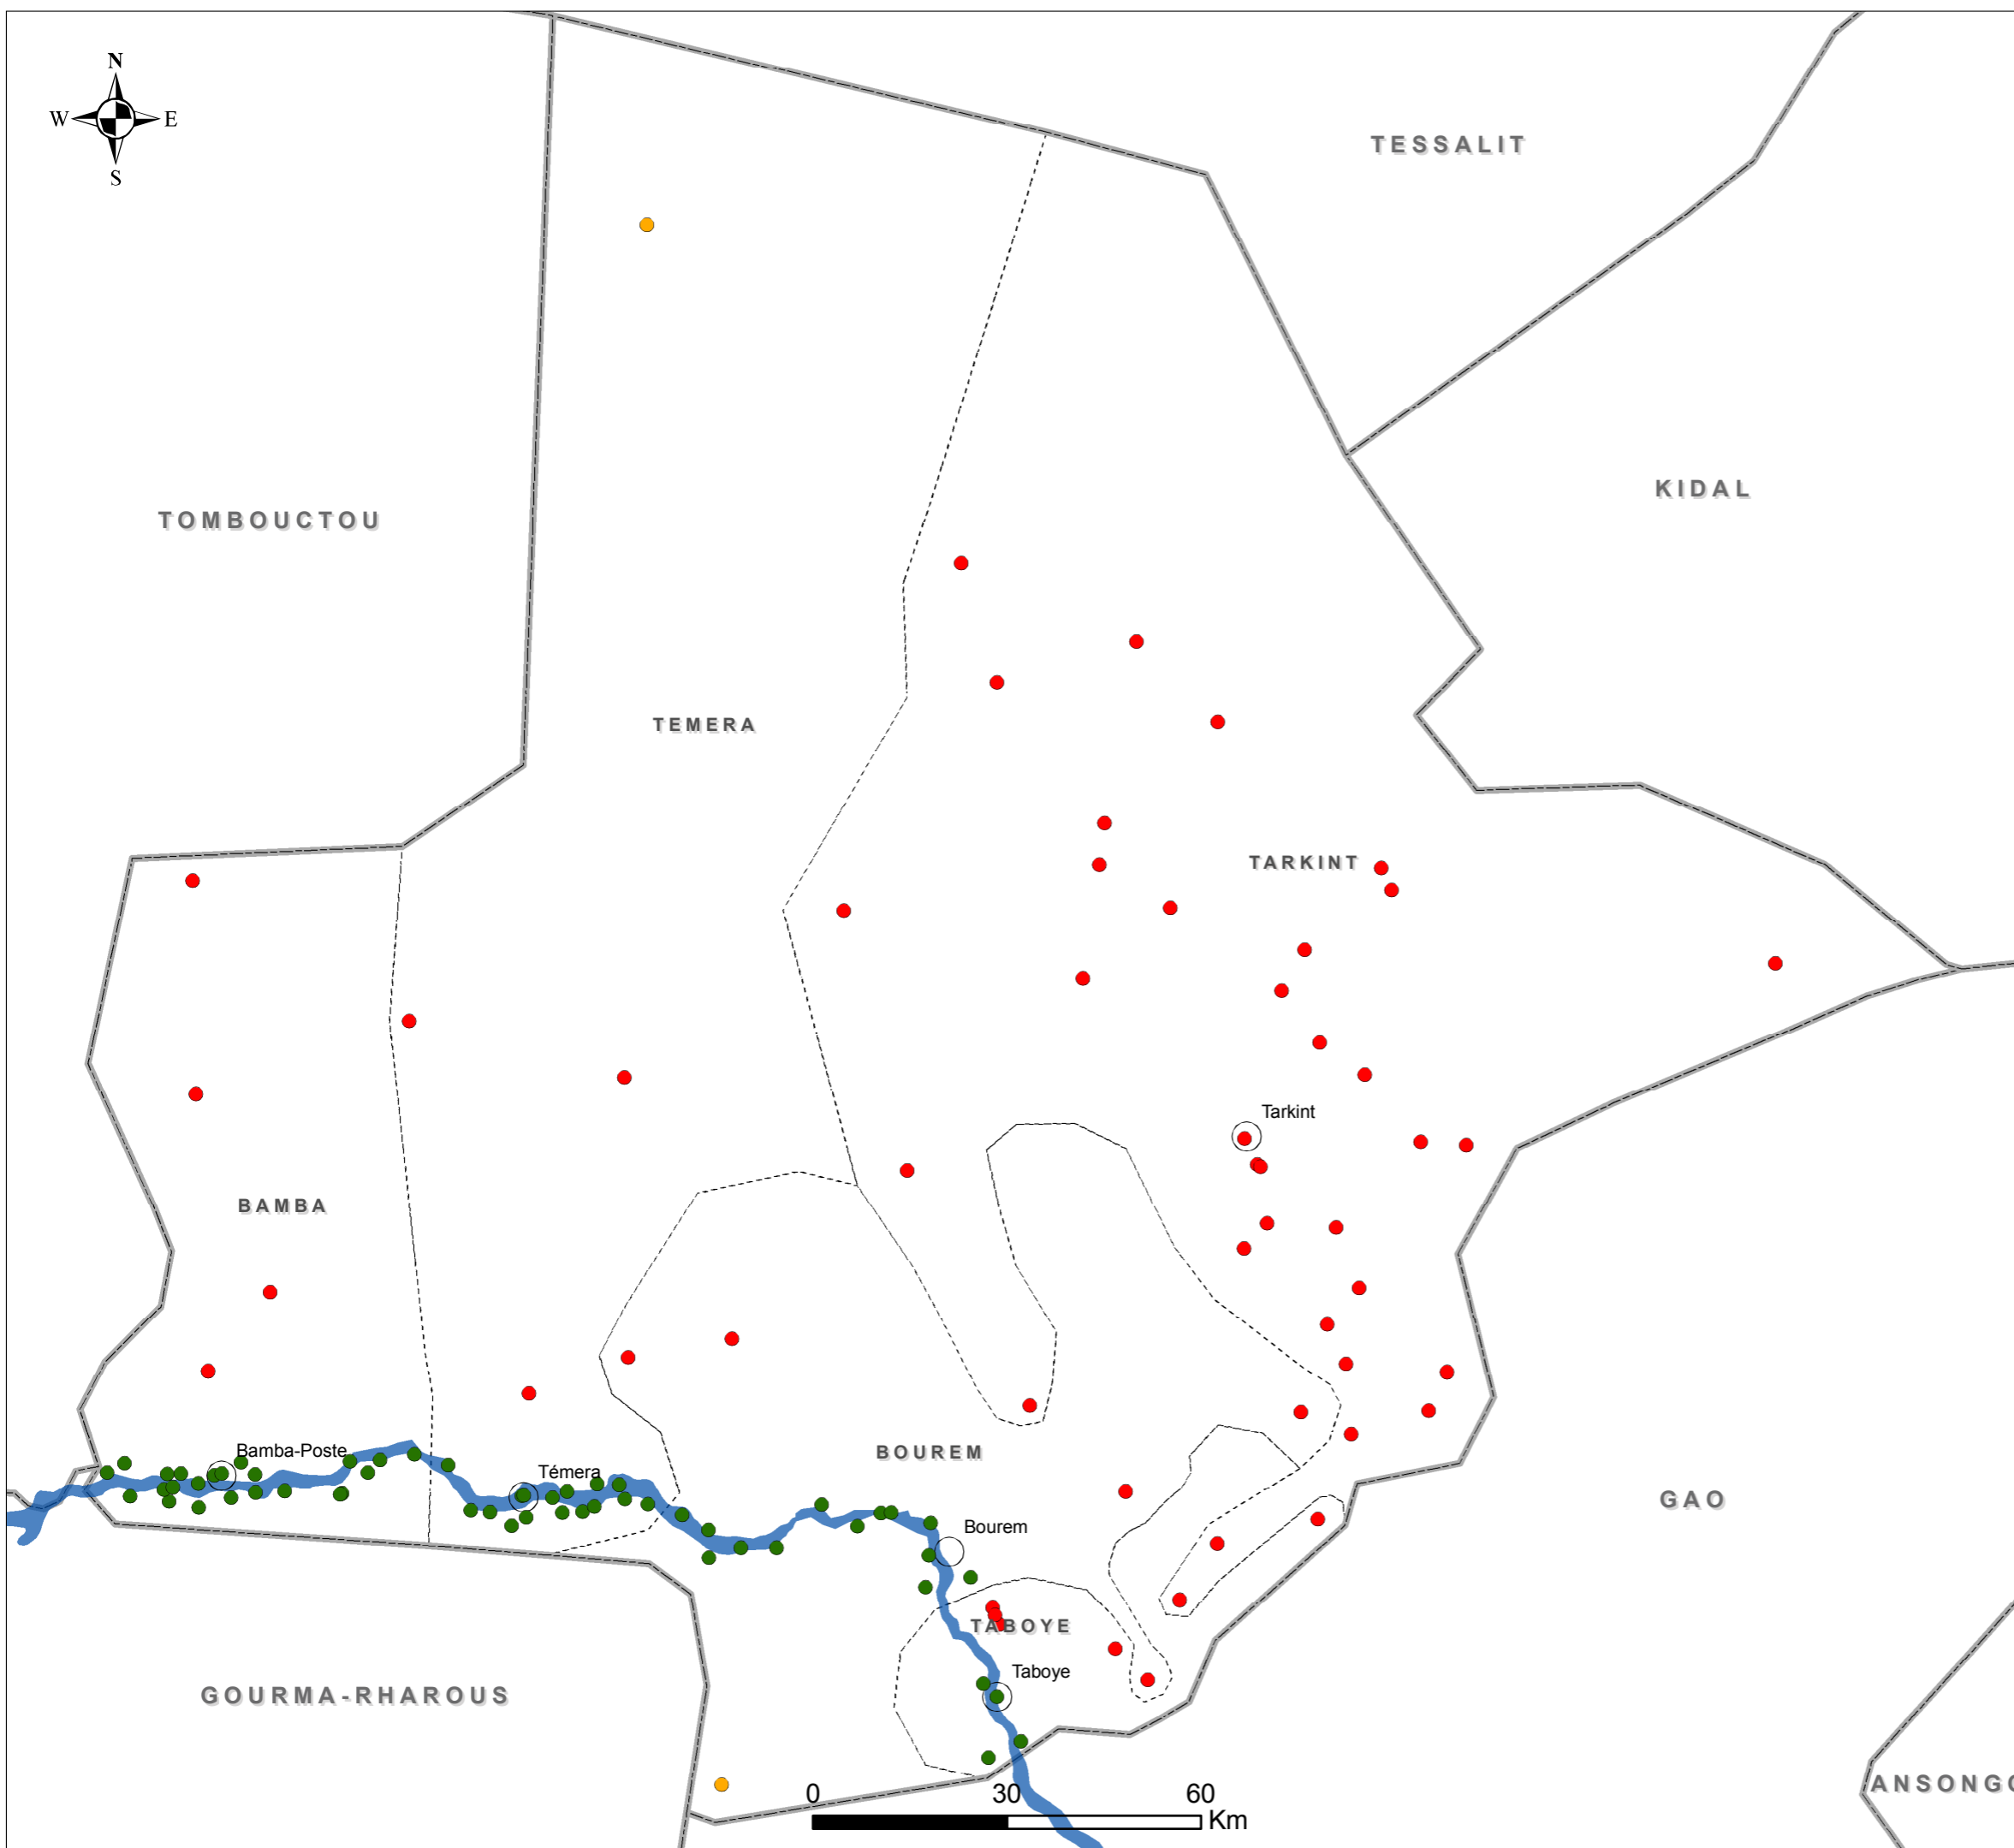 N
W E
S
TESSALIT
KIDAL
TOMBOUCTOU
TEMERA
TARKINT
Tarkint
BAMBA
Bamba-Poste
Témera
BOUREM
GAO
Bourem
TABOYE
Taboye
GOURMA-RHAROUS
ANSONGO
0 30 60
Km